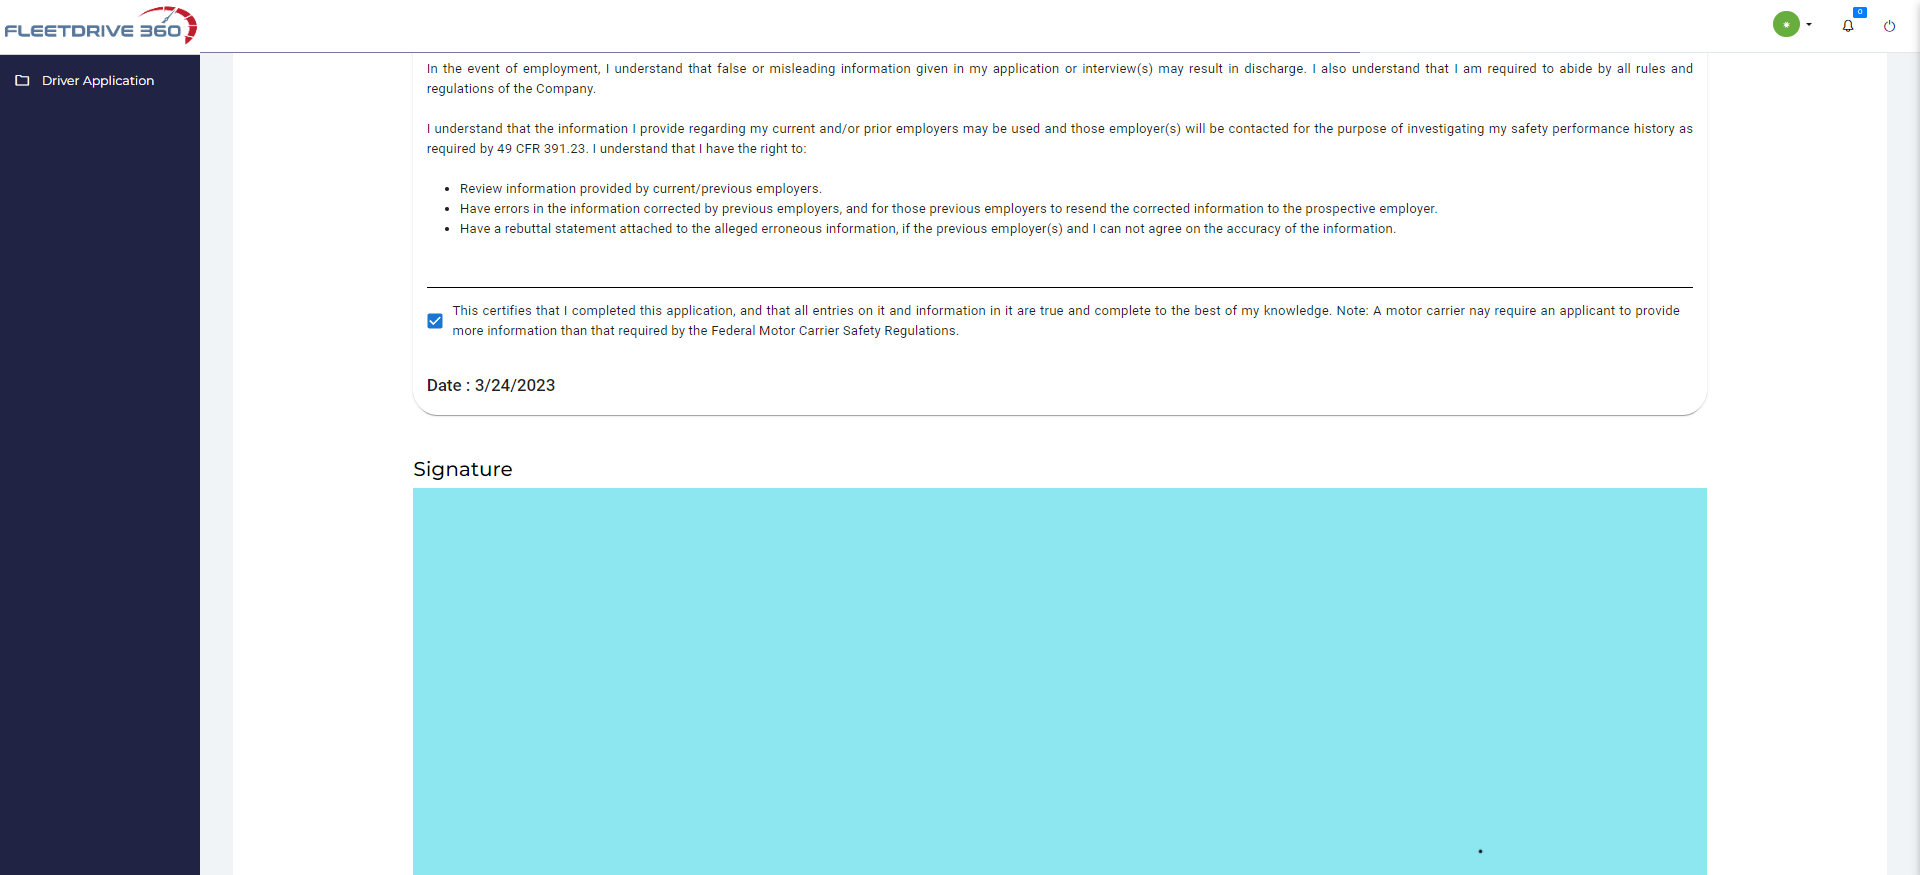 FLEETDRIVE 360
0
Driver Application
In the event of employment, I understand that false or misleading information given in my application or interview(s) may result in discharge. I also understand that I am required to abide by all rules and
regulations of the Company.
I understand that the information I provide regarding my current and/or prior employers may be used and those employer(s) will be contacted for the purpose of investigating my safety performance history as
required by 49 CFR 391.23. I understand that I have the right to:
• Review information provided by current/previous employers.
• Have errors in the information corrected by previous employers, and for those previous employers to resend the corrected information to the prospective employer.
• Have a rebuttal statement attached to the alleged erroneous information, if the previous employer(s) and I can not agree on the accuracy of the information.
This certifies that I completed this application, and that all entries on it and information in it are true and complete to the best of my knowledge. Note: A motor carrier nay require an applicant to provide
more information than that required by the Federal Motor Carrier Safety Regulations.
Date : 3/24/2023
Signature